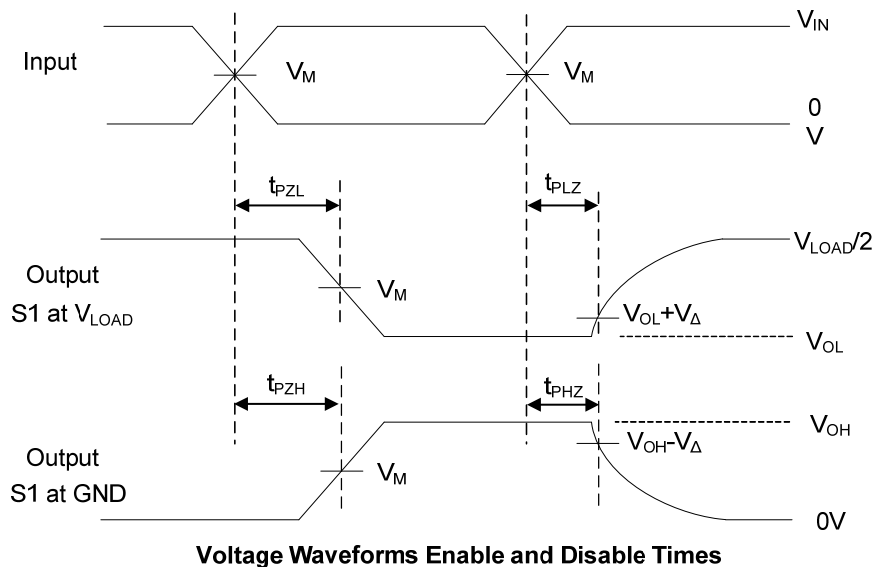 V_IN
Input
V_M
V_M
0
V
t_PZL
t_PLZ
V_LOAD/2
Output
S1 at V_LOAD
V_M
V_OL+V_Δ
V_OL
t_PZH
t_PHZ
V_OH
V_OH-V_Δ
Output
S1 at GND
V_M
0V
Voltage Waveforms Enable and Disable Times